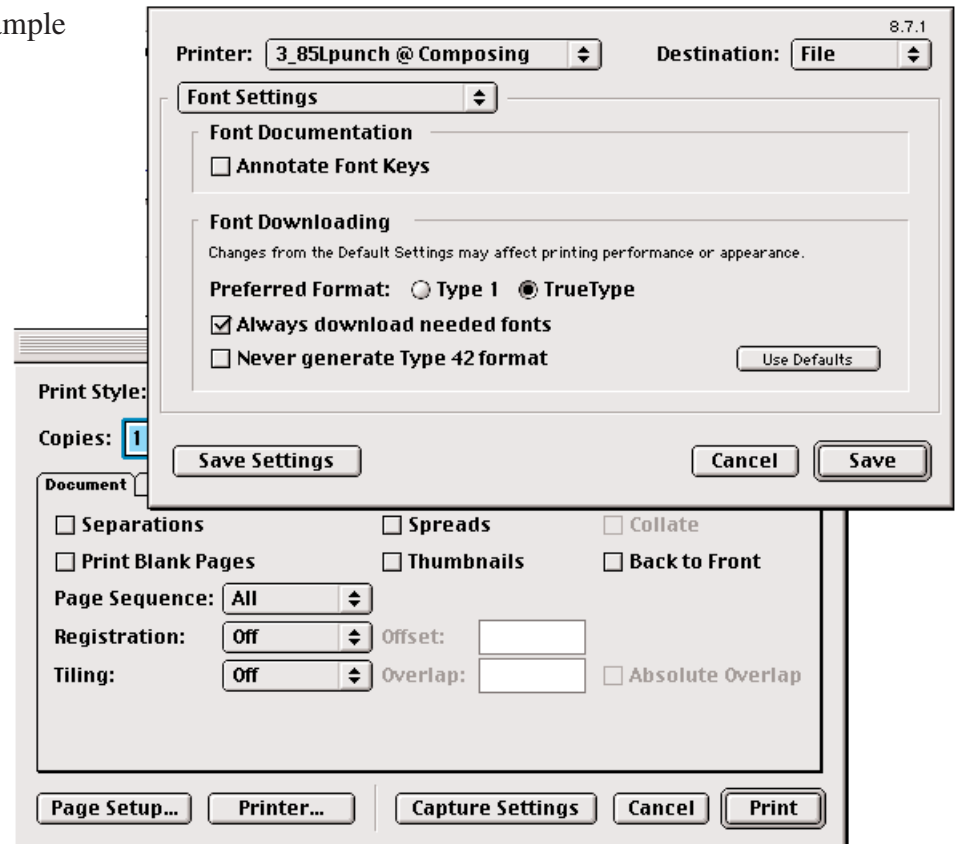 8.7.1
Printer: 3_85Lpunch @ Composing Destination: File
Font Settings
Font Documentation
Annotate Font Keys
Font Downloading
Changes from the Default Settings may affect printing performance or appearance.
Preferred Format: Type 1 TrueType
Always download needed fonts
Never generate Type 42 format Use Defaults
Save Settings Cancel Save
Print Style:
Copies: 1
Document
Separations Spreads Collate
Print Blank Pages Thumbnails Back to Front
Page Sequence: All
Registration: Off Offset:
Tiling: Off Overlap: Absolute Overlap
Page Setup... Printer... Capture Settings Cancel Print